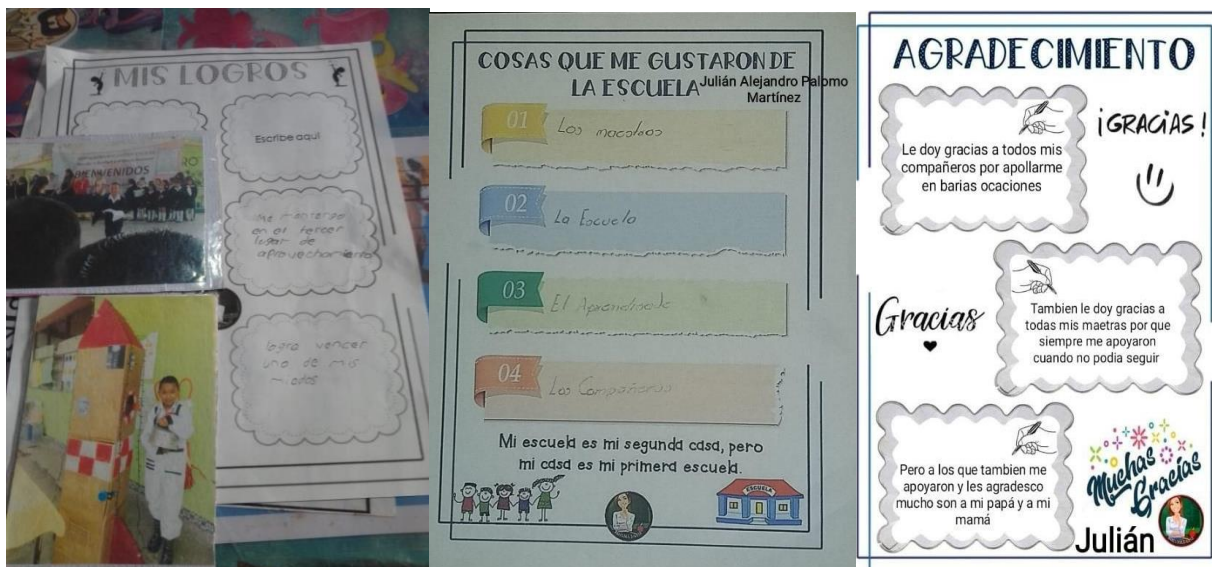 MIS LOGROS
Escribe aquí
BIENVENIDOS
Me mantengo
en el tercer
lugar de
aprovechamiento
logro vencer
uno de mis
miedos
COSAS QUE ME GUSTARON DE
LA ESCUELA
Julián Alejandro Palomo
Martínez
01
Los maestros
02
La Escuela
03
El Aprendizaje
04
Los Compañeros
Mi escuela es mi segunda casa, pero
mi casa es mi primera escuela.
ESCUELA
AGRADECIMIENTO
Le doy gracias a todos mis
compañeros por apollarme
en barias ocaciones
¡GRACIAS!
Gracias
Tambien le doy gracias a
todas mis maetras por que
siempre me apoyaron
cuando no podia seguir
Pero a los que tambien me
apoyaron y les agradesco
mucho son a mi papá y a mi
mamá
Muchas
Gracias
Julián